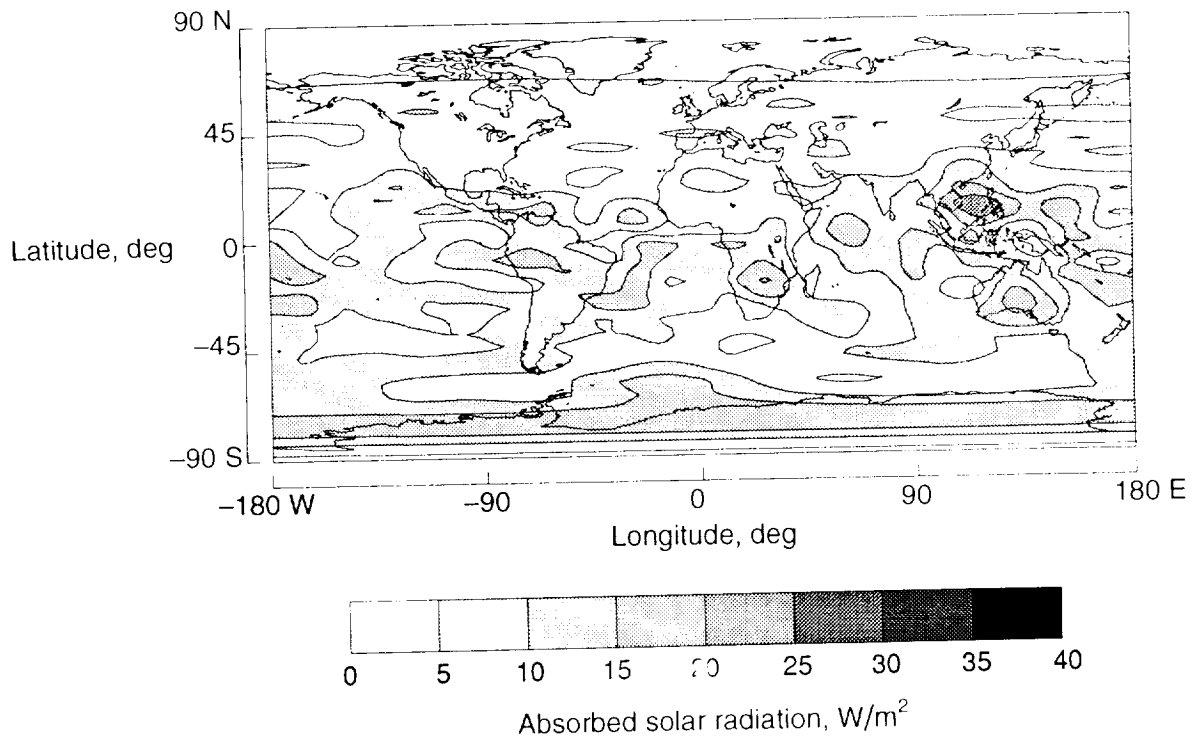 90 N
45
Latitude, deg
0
−45
−90 S
−180 W
−90
0
90
180 E
Longitude, deg
0
5
10
15
20
25
30
35
40
Absorbed solar radiation, W/m²